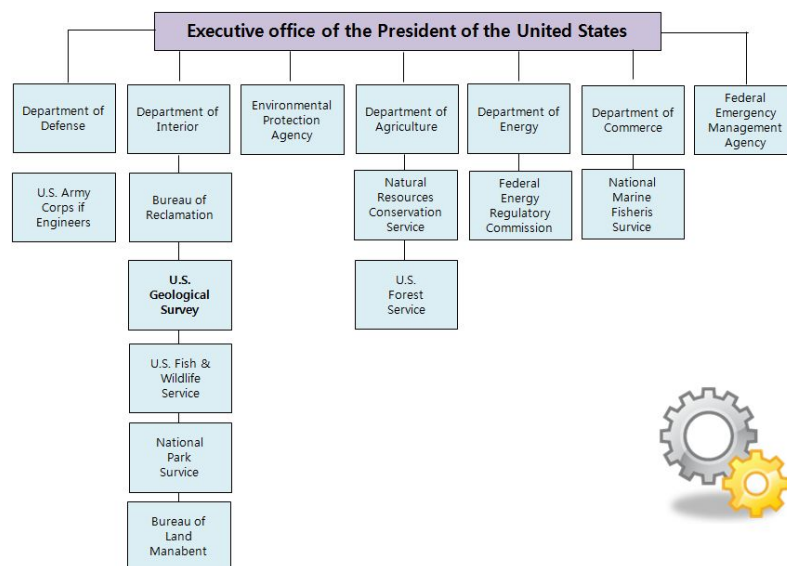 Executive office of the President of the United States
Department of
Defense
Department of
Interior
Environmental
Protection
Agency
Department of
Agriculture
Department of
Energy
Department of
Commerce
Federal
Emergency
Management
Agency
U.S. Army
Corps if
Engineers
Bureau of
Reclamation
Natural
Resources
Conservation
Service
Federal
Energy
Regulatory
Commission
National
Marine
Fisheris
Survice
U.S.
Geological
Survey
U.S.
Forest
Service
U.S. Fish &
Wildlife
Service
National
Park
Survice
Bureau of
Land
Manabent